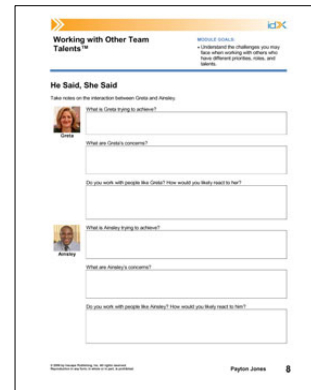 idX
Working with Other Team
Talents™
MODULE GOALS:
• Understand the challenges you may
face when working with others who
have different priorities, roles, and
talents.
He Said, She Said
Take notes on the interaction between Greta and Ainsley.
What is Greta trying to achieve?
Greta
What are Greta's concerns?
Do you work with people like Greta? How would you likely react to her?
What is Ainsley trying to achieve?
Ainsley
What are Ainsley's concerns?
Do you work with people like Ainsley? How would you likely react to him?
Payton Jones 8